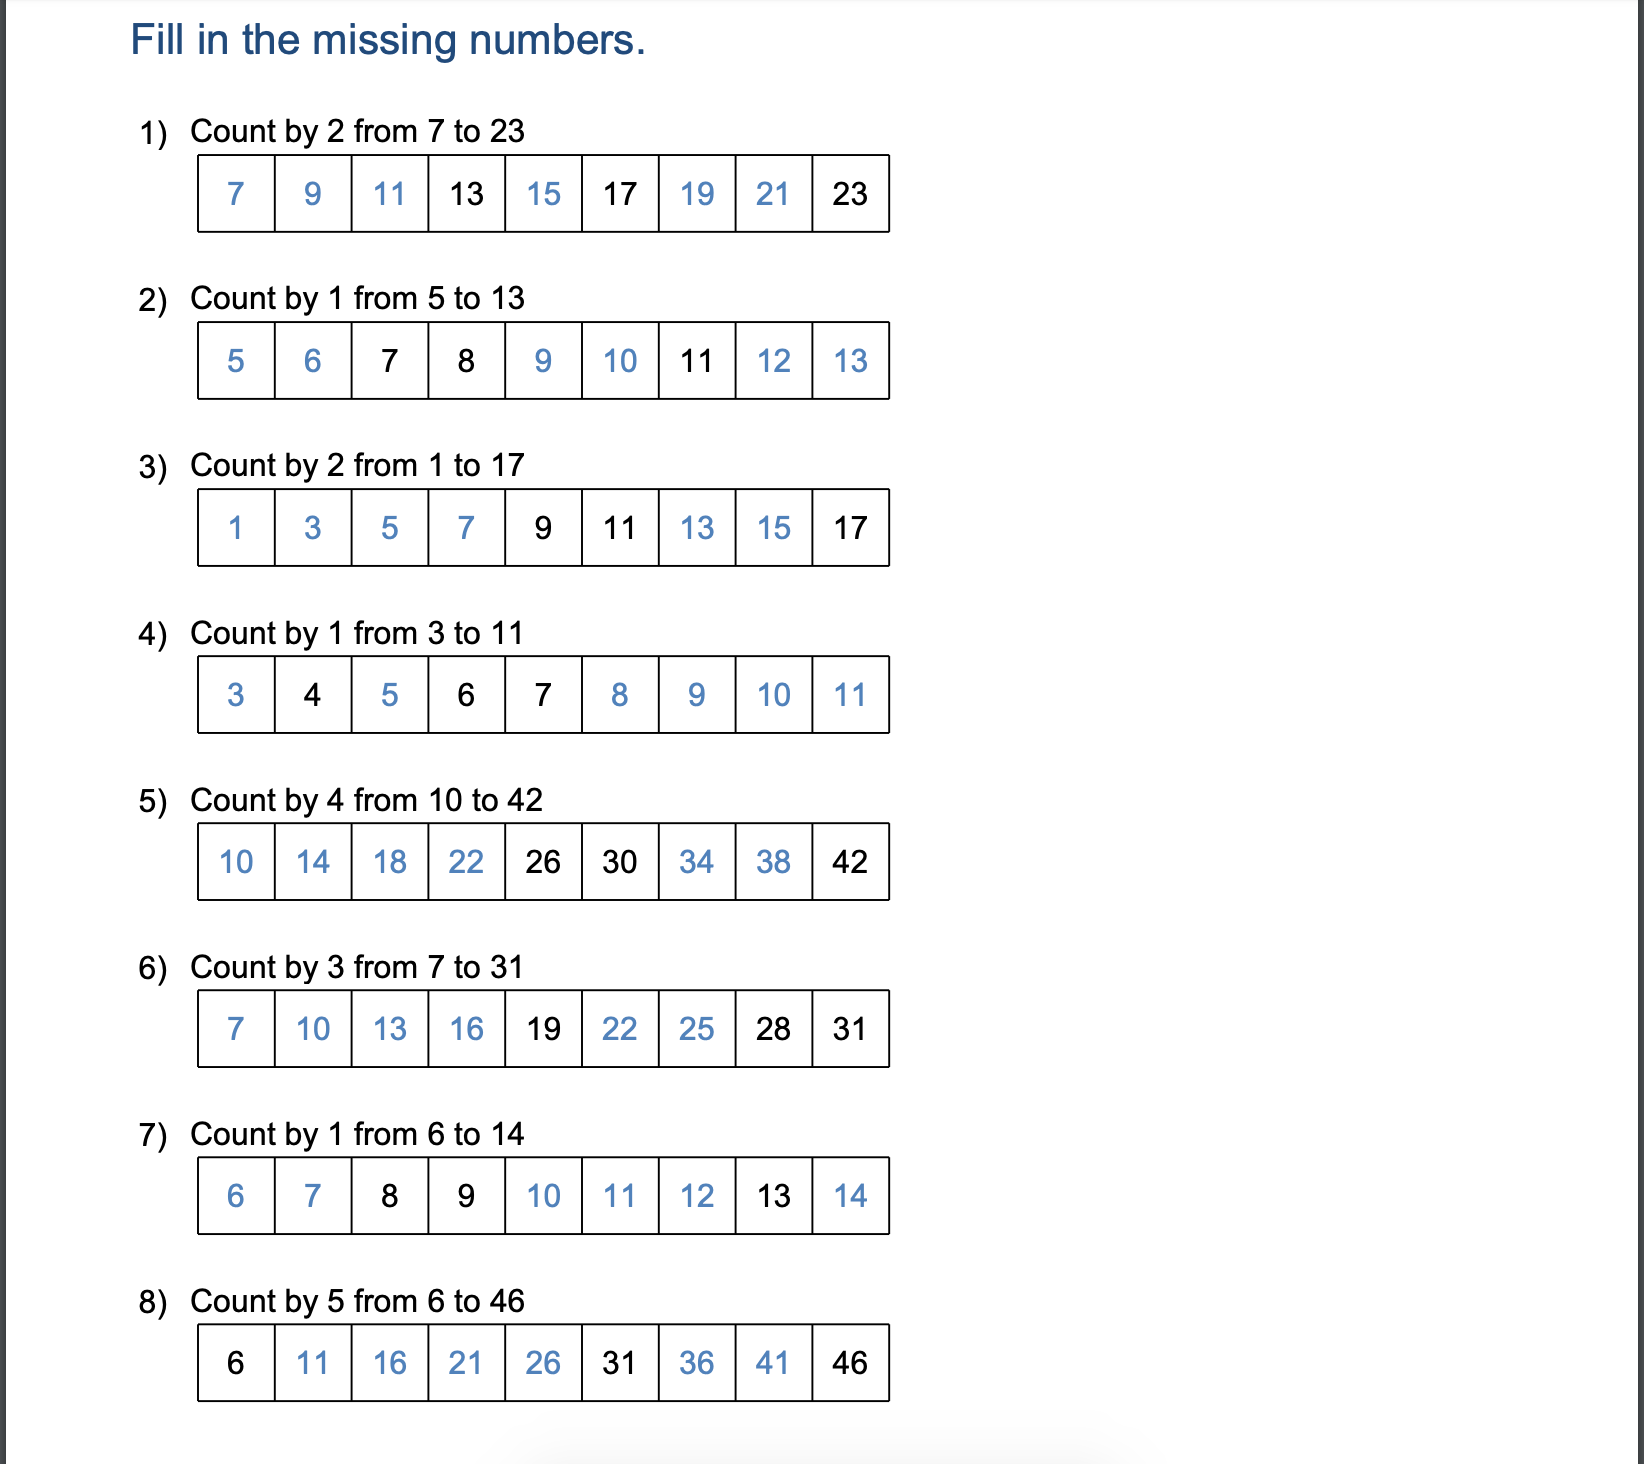 Fill in the missing numbers.
1) Count by 2 from 7 to 23
7 9 11 13 15 17 19 21 23
2) Count by 1 from 5 to 13
5 6 7 8 9 10 11 12 13
3) Count by 2 from 1 to 17
1 3 5 7 9 11 13 15 17
4) Count by 1 from 3 to 11
3 4 5 6 7 8 9 10 11
5) Count by 4 from 10 to 42
10 14 18 22 26 30 34 38 42
6) Count by 3 from 7 to 31
7 10 13 16 19 22 25 28 31
7) Count by 1 from 6 to 14
6 7 8 9 10 11 12 13 14
8) Count by 5 from 6 to 46
6 11 16 21 26 31 36 41 46